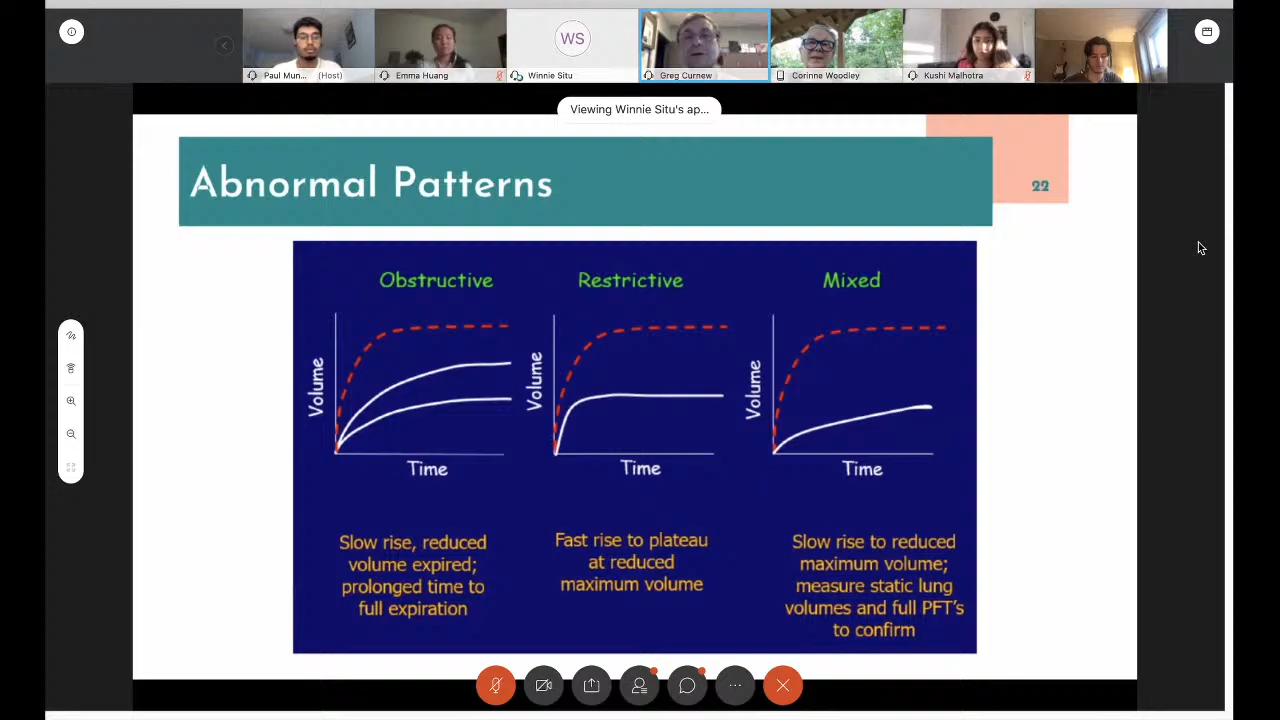 WS
Paul Mun... (Host)
Emma Huang
Winnie Situ
Greg Curnew
Corinne Woodley
Kushi Malhotra
Viewing Winnie Situ's ap...
Abnormal Patterns
22
Obstructive
Restrictive
Mixed
Volume
Time
Volume
Time
Volume
Time
Slow rise, reduced
volume expired;
prolonged time to
full expiration
Fast rise to plateau
at reduced
maximum volume
Slow rise to reduced
maximum volume;
measure static lung
volumes and full PFT's
to confirm